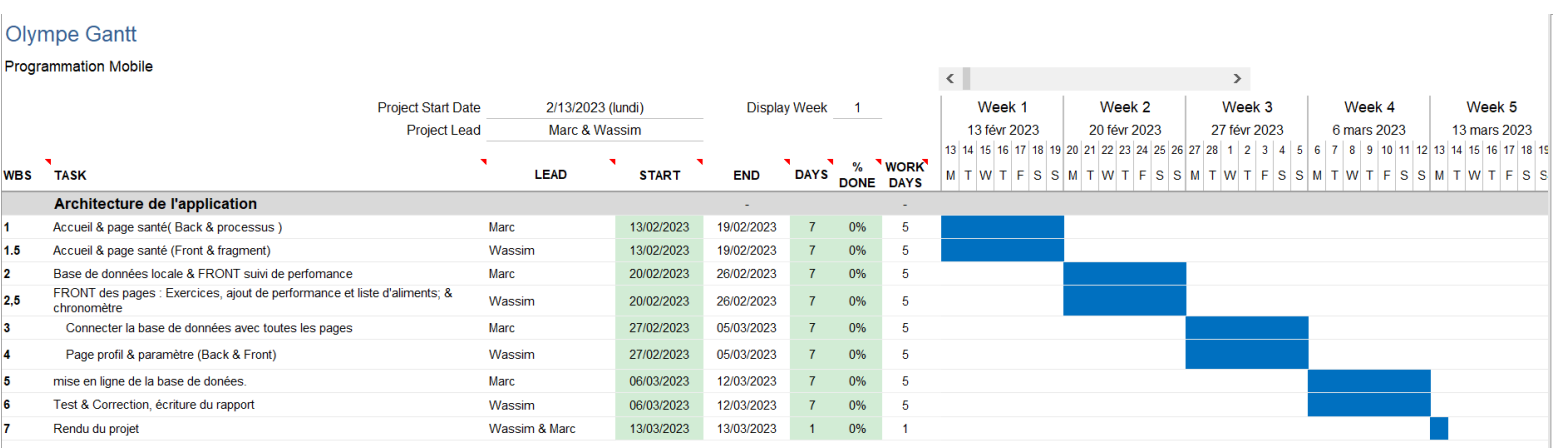 Olympe Gantt
Programmation Mobile
Project Start Date 2/13/2023 (lundi) Display Week 1 Week 1 Week 2 Week 3 Week 4 Week 5
Project Lead Marc & Wassim 13 févr 2023 20 févr 2023 27 févr 2023 6 mars 2023 13 mars 2023
13 14 15 16 17 18 19 20 21 22 23 24 25 26 27 28 1 2 3 4 5 6 7 8 9 10 11 12 13 14 15 16 17 18 19
WBS TASK LEAD START END DAYS % DONE WORK DAYS M T W T F S S M T W T F S S M T W T F S S M T W T F S S M T W T F S S
Architecture de l'application - -
1 Accueil & page santé( Back & processus ) Marc 13/02/2023 19/02/2023 7 0% 5
1.5 Accueil & page santé (Front & fragment) Wassim 13/02/2023 19/02/2023 7 0% 5
2 Base de données locale & FRONT suivi de perfomance Marc 20/02/2023 26/02/2023 7 0% 5
2,5 FRONT des pages : Exercices, ajout de performance et liste d'aliments; & chronomètre Wassim 20/02/2023 26/02/2023 7 0% 5
3 Connecter la base de données avec toutes les pages Marc 27/02/2023 05/03/2023 7 0% 5
4 Page profil & paramètre (Back & Front) Wassim 27/02/2023 05/03/2023 7 0% 5
5 mise en ligne de la base de donées. Marc 06/03/2023 12/03/2023 7 0% 5
6 Test & Correction, écriture du rapport Wassim 06/03/2023 12/03/2023 7 0% 5
7 Rendu du projet Wassim & Marc 13/03/2023 13/03/2023 1 0% 1